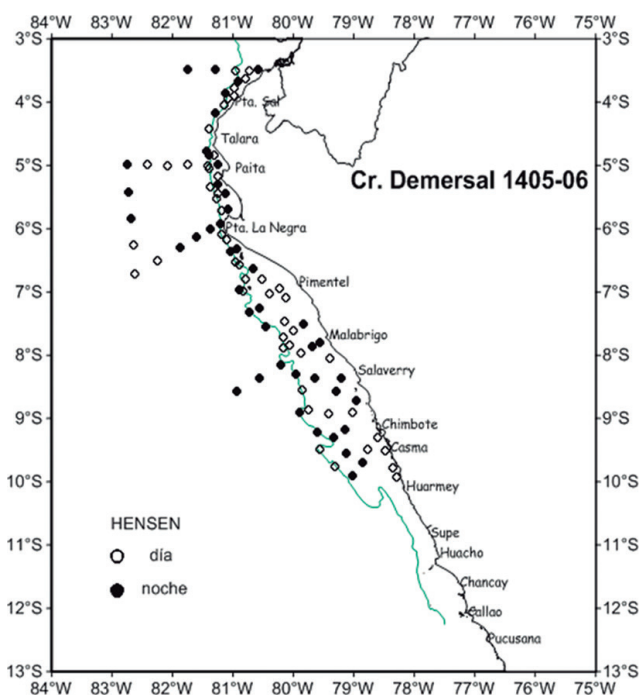 3°S
4°S
5°S
6°S
7°S
8°S
9°S
10°S
11°S
12°S
13°S
3°S
4°S
5°S
6°S
7°S
8°S
9°S
10°S
11°S
12°S
13°S
Pta. Sal
Talara
Paita
Cr. Demersal 1405-06
Pta. La Negra
Pimentel
Malabrigo
Salaverry
Chimbote
Casma
Huarmey
Supe
Huacho
Chancay
Callao
Pucusana
HENSEN
día
noche
84°W 83°W 82°W 81°W 80°W 79°W 78°W 77°W 76°W 75°W
84°W 83°W 82°W 81°W 80°W 79°W 78°W 77°W 76°W 75°W